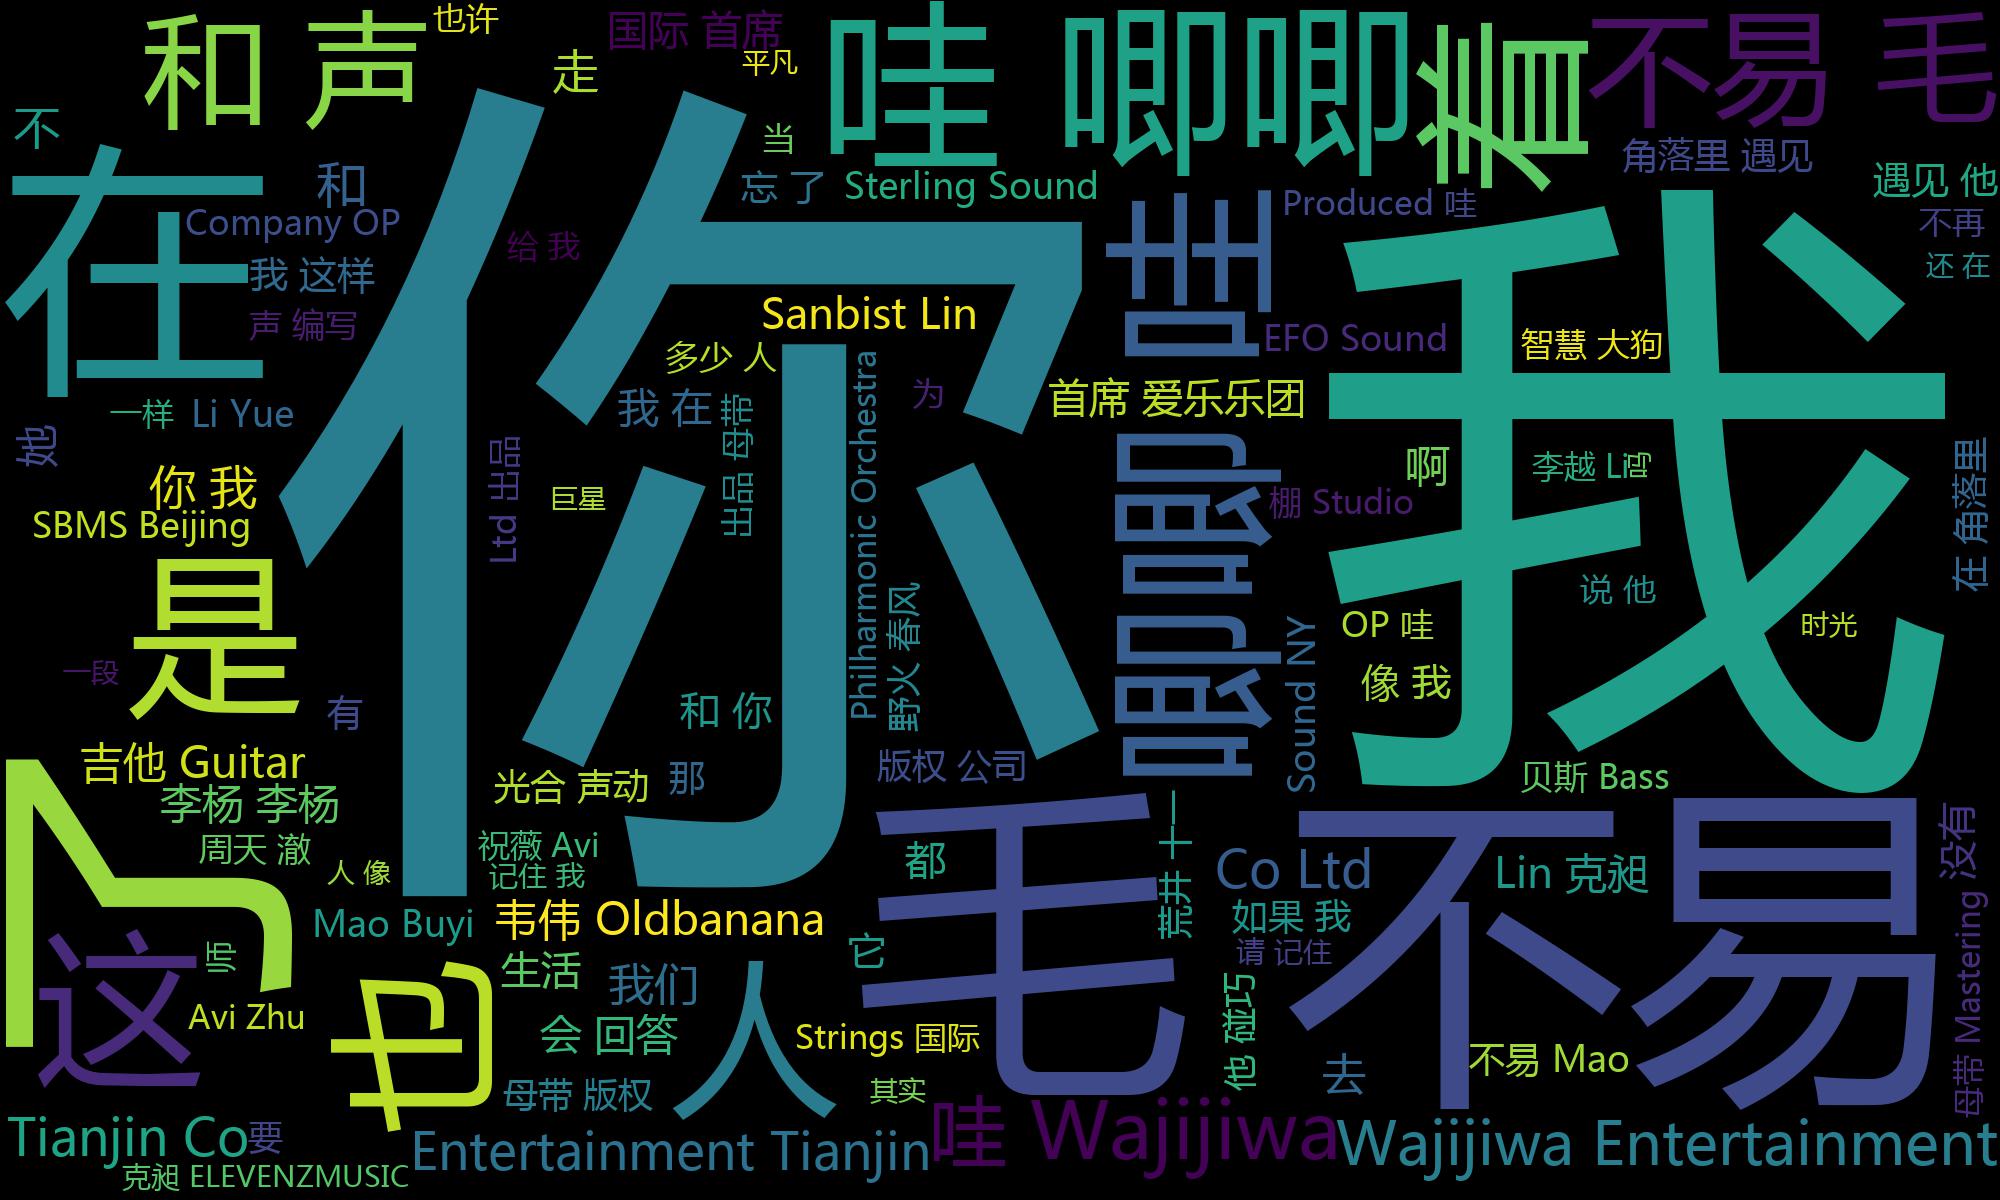 和 声
也许
国际 首席
走
平凡
哇 唧唧
着
不易 毛
不
当
角落里 遇见
在
和
忘 了
Sterling Sound
Produced 哇
遇见 他
Company OP
给 我
不再
我 这样
还 在
你
哇 唧唧
我
声 编写
Sanbist Lin
EFO Sound
智慧 大狗
多少 人
一样
Li Yue
我 在
为
首席 爱乐乐团
她
出品 母带
Philharmonic Orchestra
Ltd 出品
啊
李越 Li
吗
在 角落里
你 我
巨星
棚 Studio
SBMS Beijing
是
说 他
OP 哇
时光
野火 春风
Sound NY
一段
有
和 你
像 我
吉他 Guitar
光合 声动
那
版权 公司
贝斯 Bass
了
李杨 李杨
周天 澈
祝薇 Avi
毛 不易
都
荒井 十一
Co Ltd
Lin 克昶
没有
人 像
记住 我
Mao Buyi
韦伟 Oldbanana
如果 我
这
师
它
请 记住
母带 Mastering
生活
我们
人
他 碰巧
Avi Zhu
也
会 回答
Strings 国际
不易 Mao
母带 版权
其实
去
Tianjin Co
要
哇 Wajijiwa
Wajijiwa Entertainment
Entertainment Tianjin
克昶 ELEVENZMUSIC